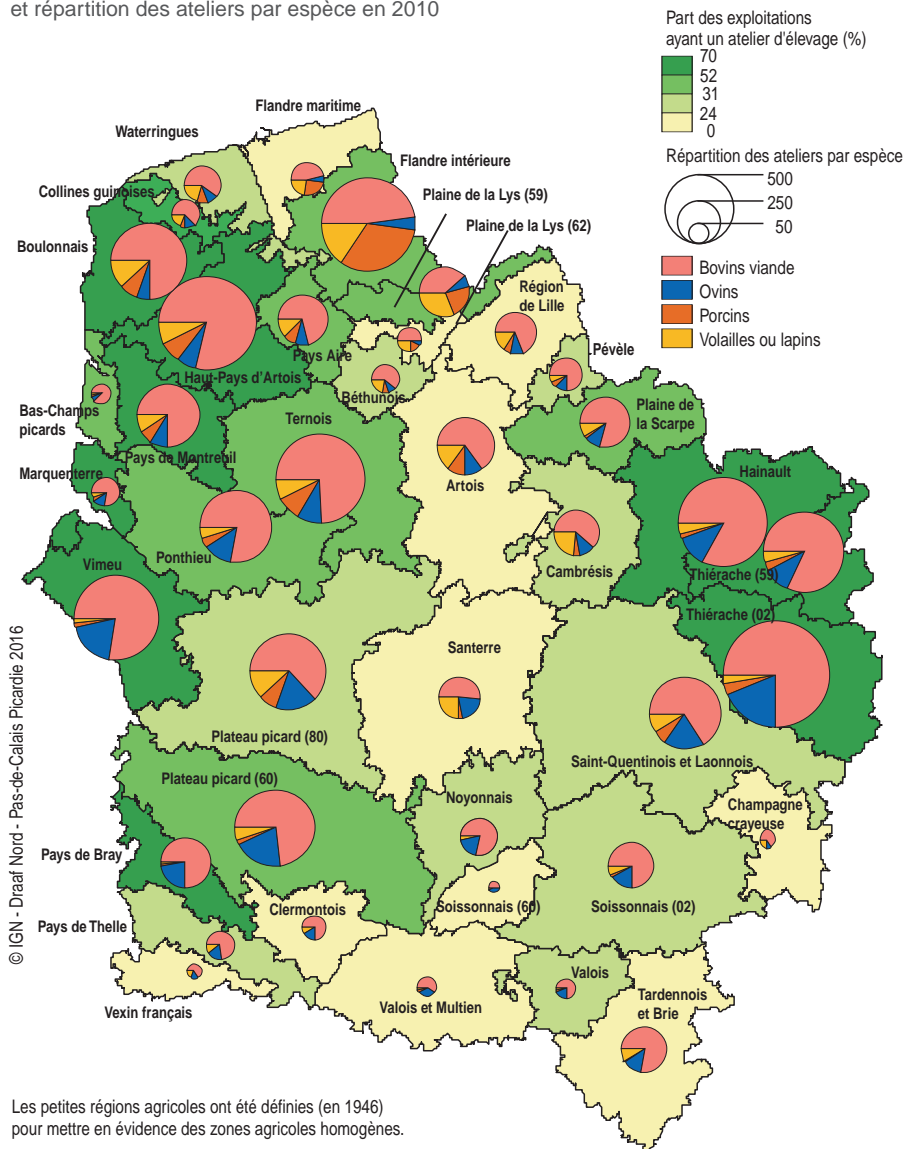 et répartition des ateliers par espèce en 2010
Part des exploitations
ayant un atelier d'élevage (%)
70
52
31
24
0
Répartition des ateliers par espèce
500
250
50
Bovins viande
Ovins
Porcins
Volailles ou lapins
Flandre maritime
Waterringues
Flandre intérieure
Collines guinoises
Plaine de la Lys (59)
Plaine de la Lys (62)
Boulonnais
Région
de Lille
Pévèle
Pays Aire
Haut-Pays d'Artois
Béthunois
Bas-Champs
picards
Ternois
Plaine de
la Scarpe
Pays de Montreuil
Marquenterre
Artois
Hainault
Ponthieu
Vimeu
Cambrésis
Thiérache (59)
Thiérache (02)
Santerre
Plateau picard (80)
Saint-Quentinois et Laonnois
Plateau picard (60)
Noyonnais
Champagne
crayeuse
Pays de Bray
Clermontois
Soissonnais (60)
Soissonnais (02)
Pays de Thelle
Valois
Vexin français
Valois et Multien
Tardennois
et Brie
© IGN - Draaf Nord - Pas-de-Calais Picardie 2016
Les petites régions agricoles ont été définies (en 1946)
pour mettre en évidence des zones agricoles homogènes.